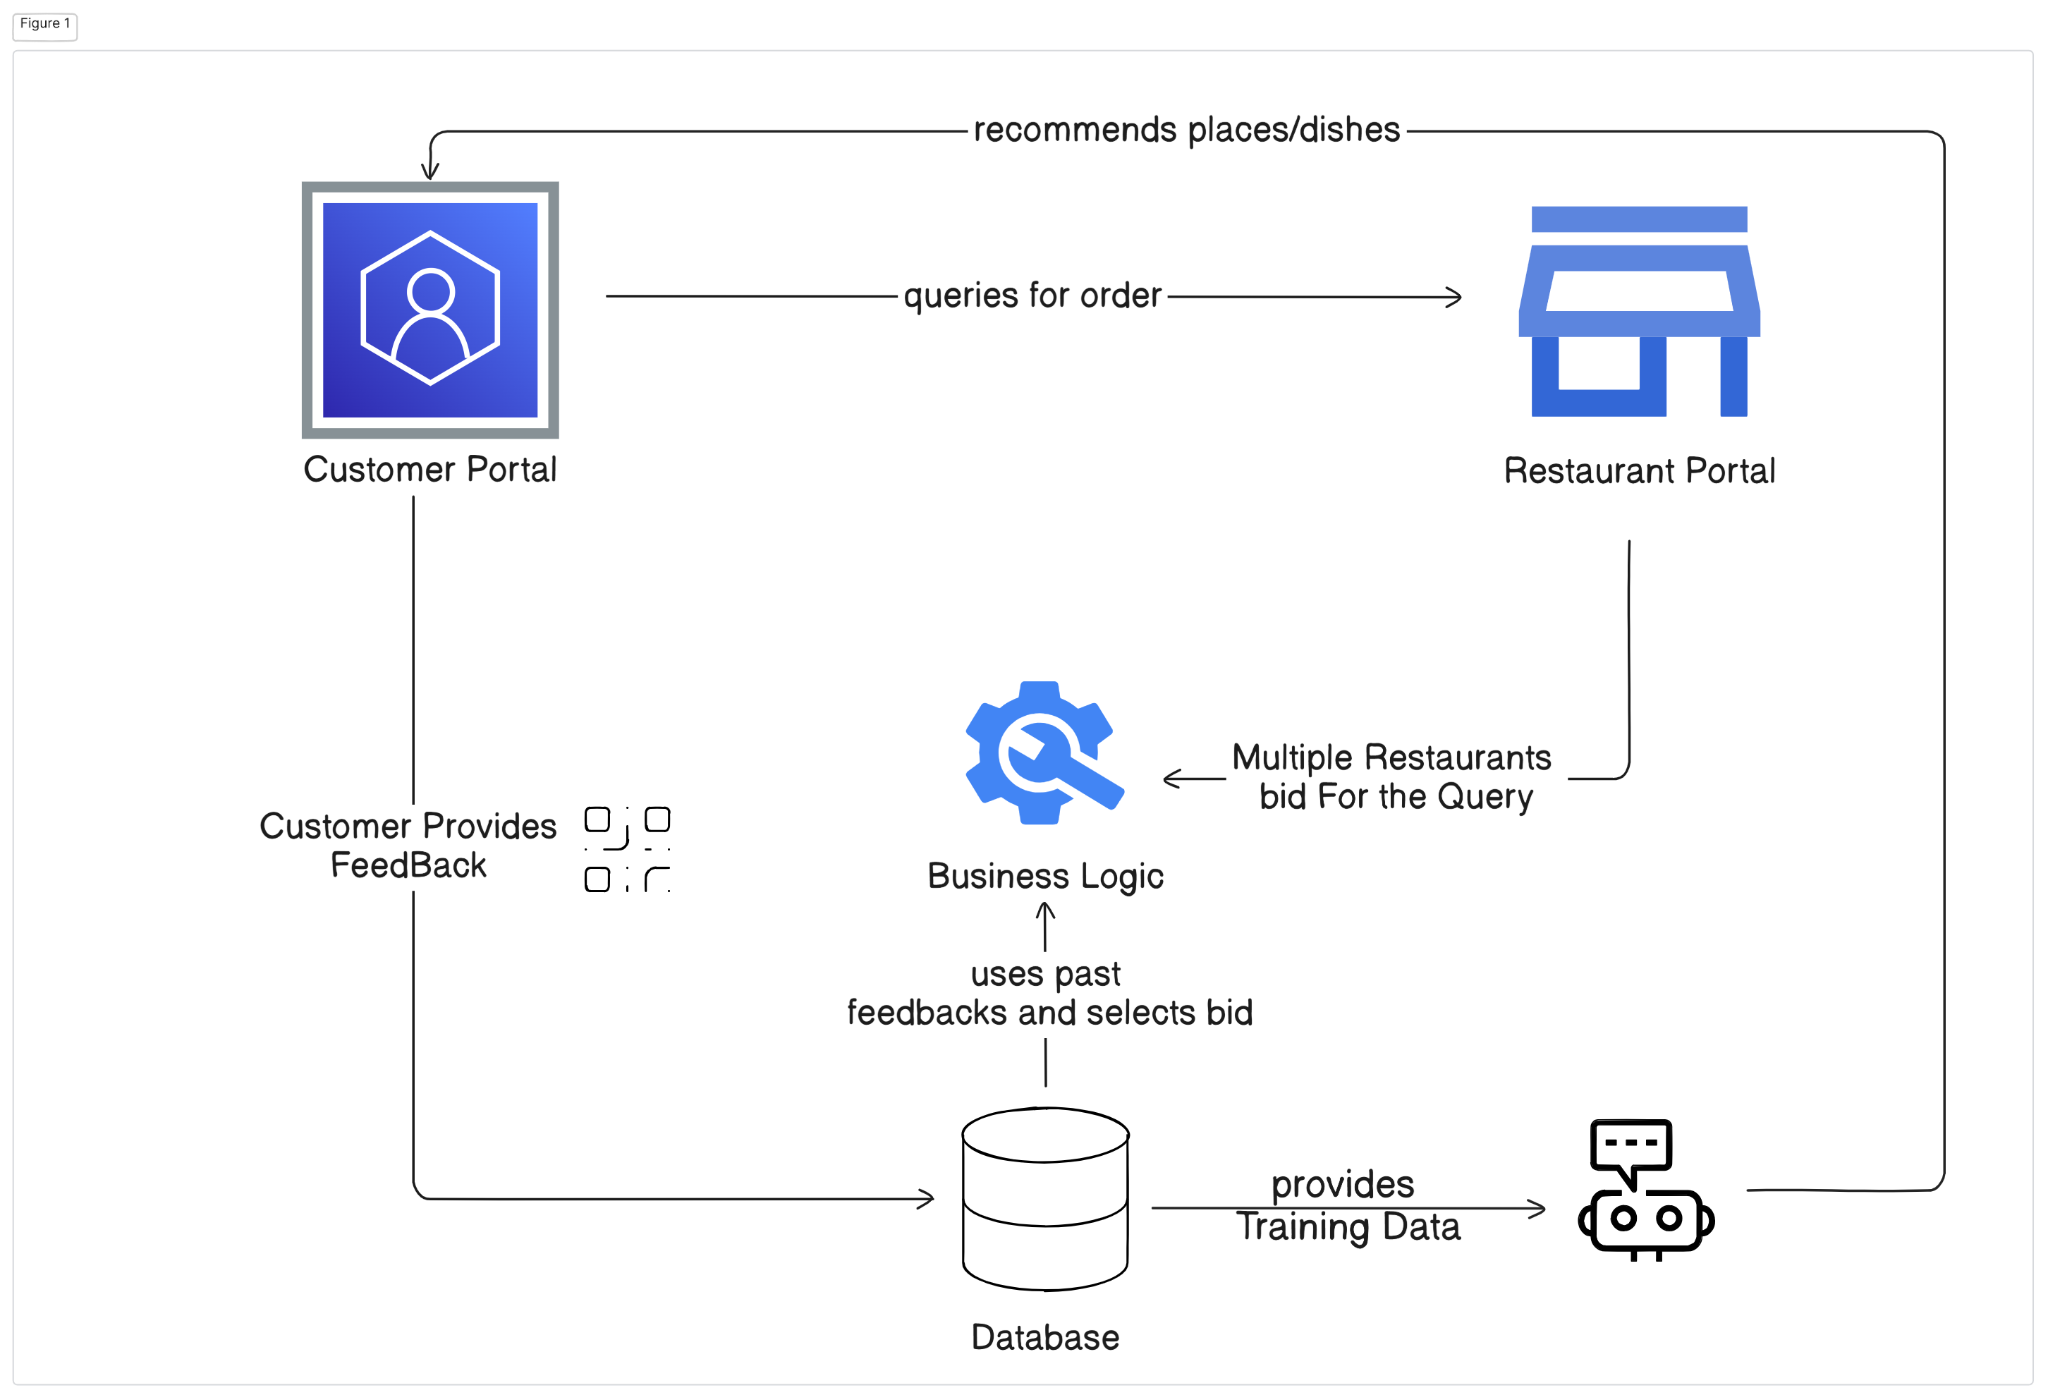 Figure 1
recommends places/dishes
queries for order
Customer Portal
Restaurant Portal
Multiple Restaurants
bid For the Query
Customer Provides
FeedBack
Business Logic
uses past
feedbacks and selects bid
provides
Training Data
Database